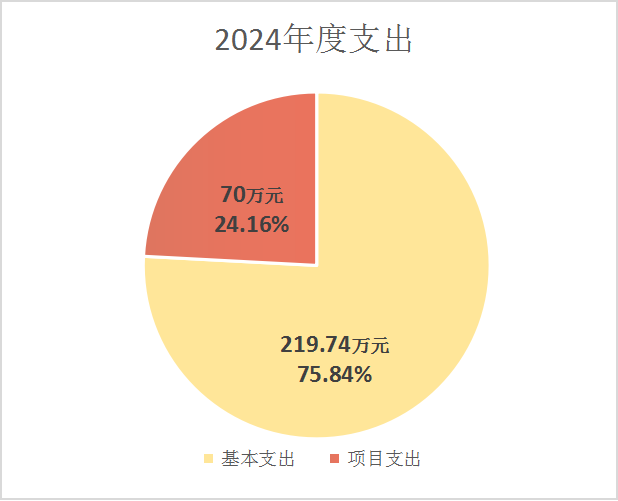 2024年度支出
70万元
24.16%
219.74万元
75.84%
基本支出 项目支出